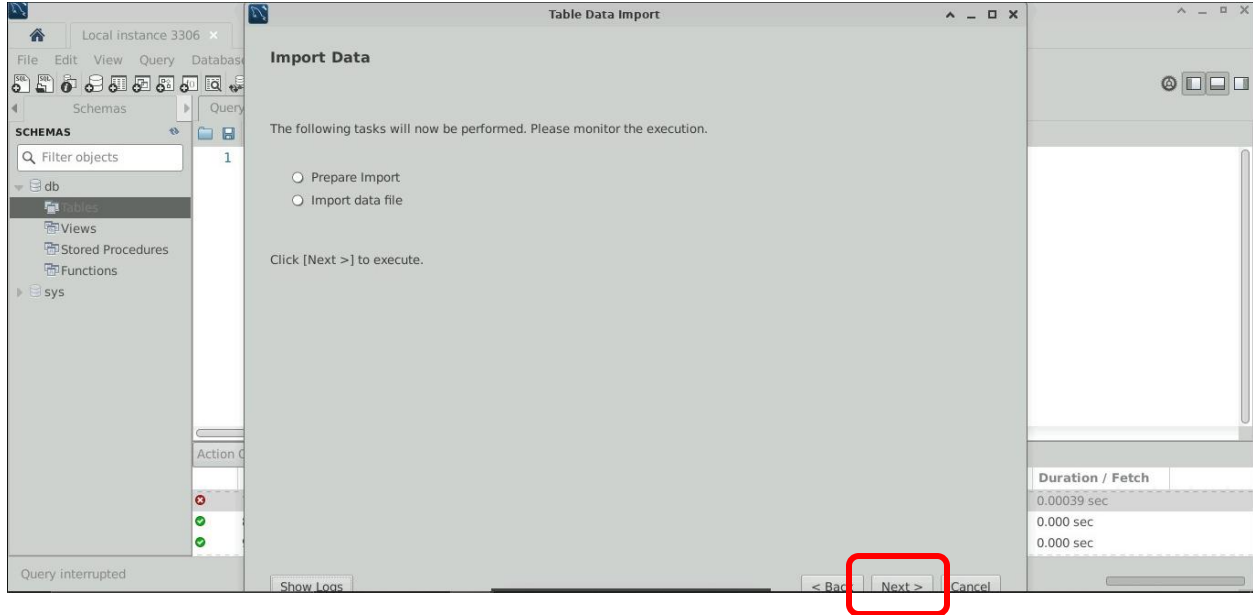 Table Data Import
Local instance 3306
File Edit View Query Database
Schemas
Query
SCHEMAS
Filter objects
1
db
Tables
Views
Stored Procedures
Functions
sys
Import Data
The following tasks will now be performed. Please monitor the execution.
Prepare Import
Import data file
Click [Next >] to execute.
Action
Duration / Fetch
0.00039 sec
0.000 sec
0.000 sec
Query interrupted
Show Logs
< Back
Next >
Cancel